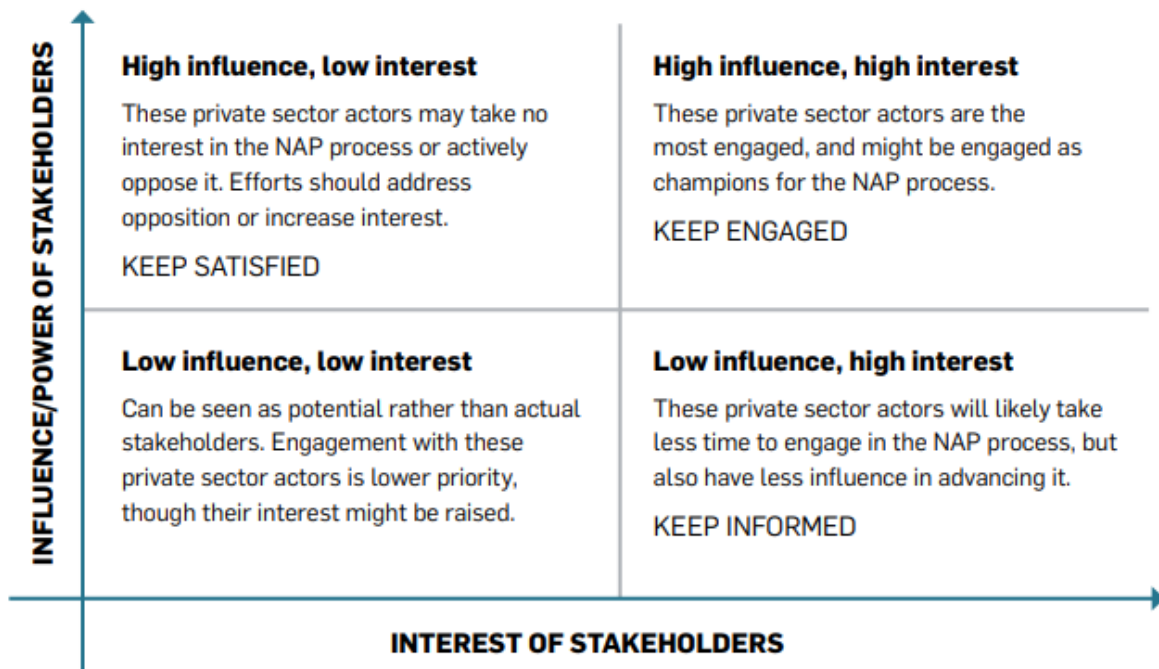 INFLUENCE/POWER OF STAKEHOLDERS
High influence, low interest
These private sector actors may take no
interest in the NAP process or actively
oppose it. Efforts should address
opposition or increase interest.
KEEP SATISFIED
High influence, high interest
These private sector actors are the
most engaged, and might be engaged as
champions for the NAP process.
KEEP ENGAGED
Low influence, low interest
Can be seen as potential rather than actual
stakeholders. Engagement with these
private sector actors is lower priority,
though their interest might be raised.
Low influence, high interest
These private sector actors will likely take
less time to engage in the NAP process, but
also have less influence in advancing it.
KEEP INFORMED
INTEREST OF STAKEHOLDERS